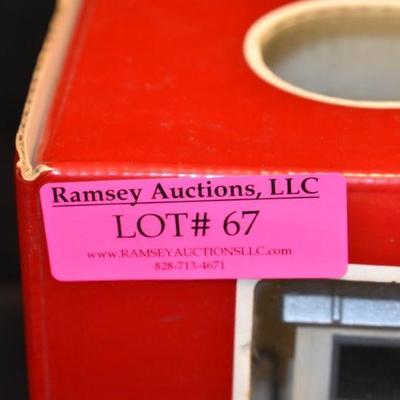 Ramsey Auctions, LLC
LOT# 67
www.RAMSEYAUCTIONSLLC.com
828-713-4671